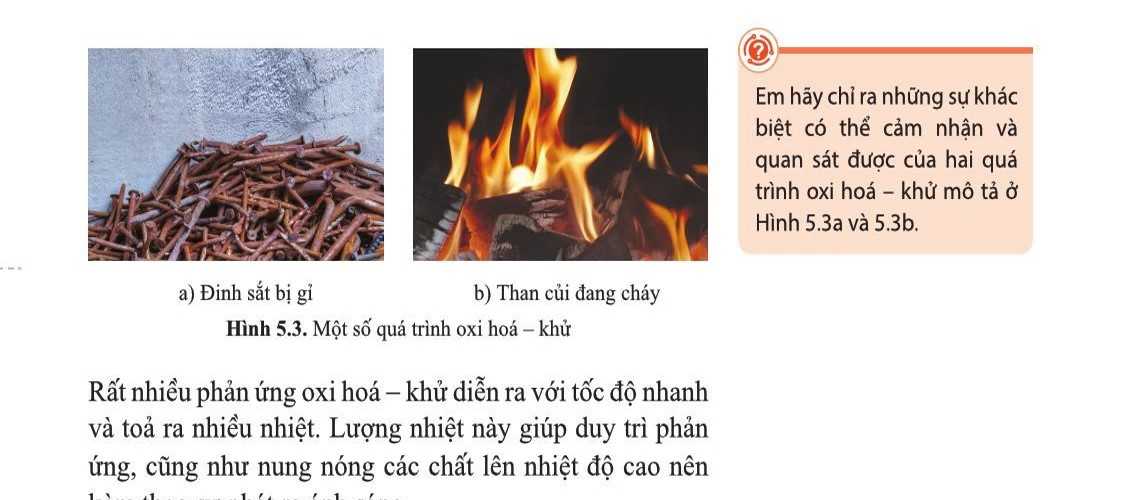 Em hãy chỉ ra những sự khác
biệt có thể cảm nhận và
quan sát được của hai quá
trình oxi hoá – khử mô tả ở
Hình 5.3a và 5.3b.
a) Đinh sắt bị gỉ
b) Than củi đang cháy
Hình 5.3. Một số quá trình oxi hoá – khử
Rất nhiều phản ứng oxi hoá – khử diễn ra với tốc độ nhanh
và toả ra nhiều nhiệt. Lượng nhiệt này giúp duy trì phản
ứng, cũng như nung nóng các chất lên nhiệt độ cao nên